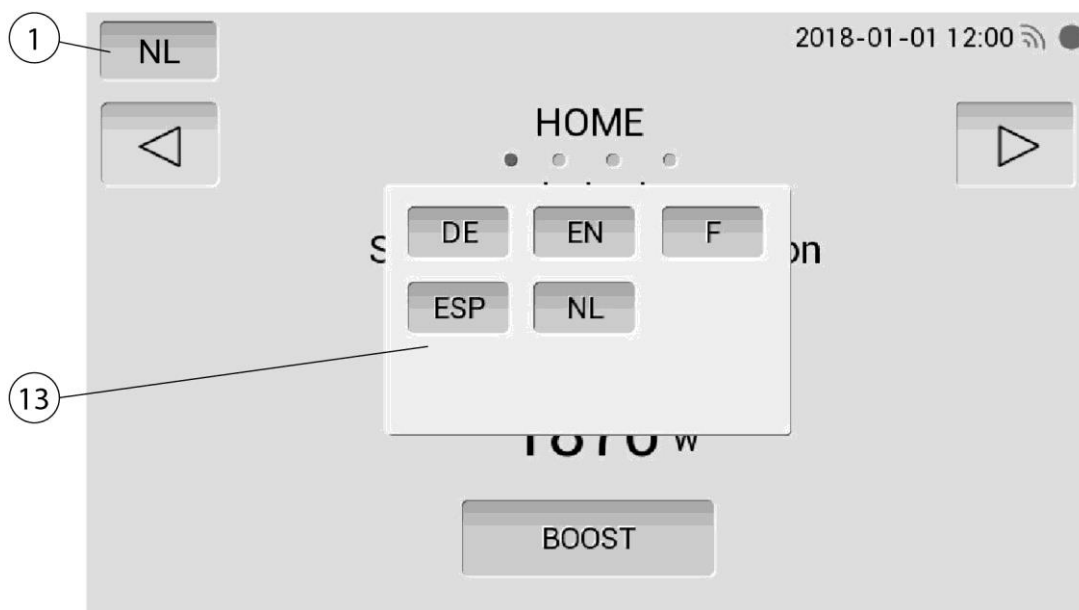 1
NL
2018-01-01 12:00
HOME
DE EN F
ESP NL
13
W
BOOST